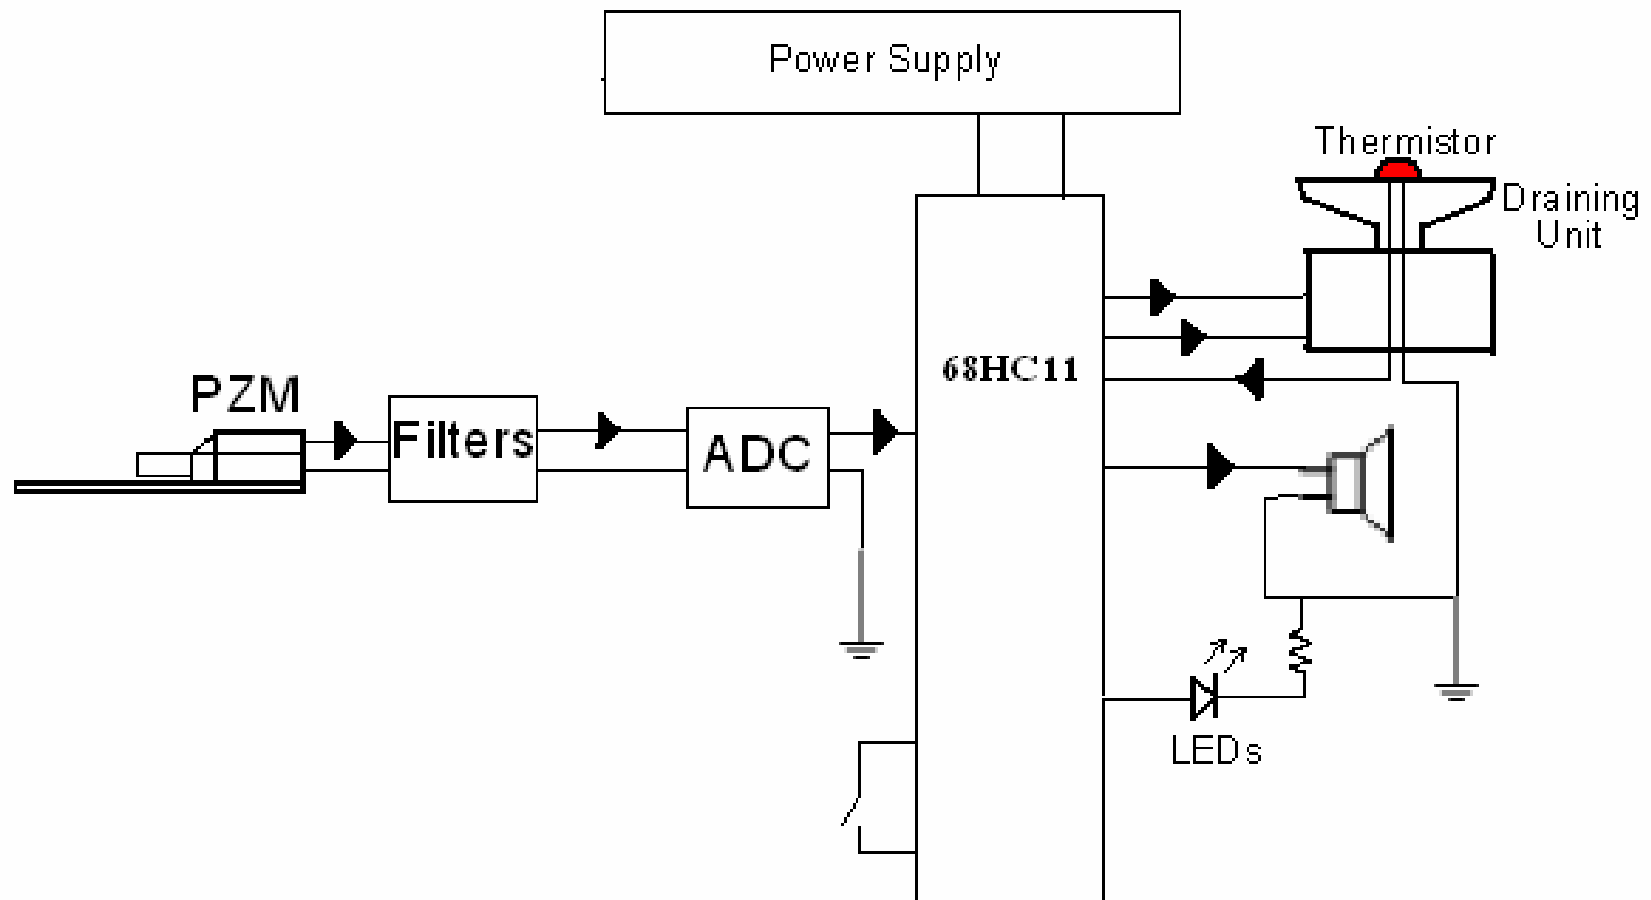 Power Supply
Thermistor
Draining
Unit
68HC11
PZM
Filters
ADC
LEDs